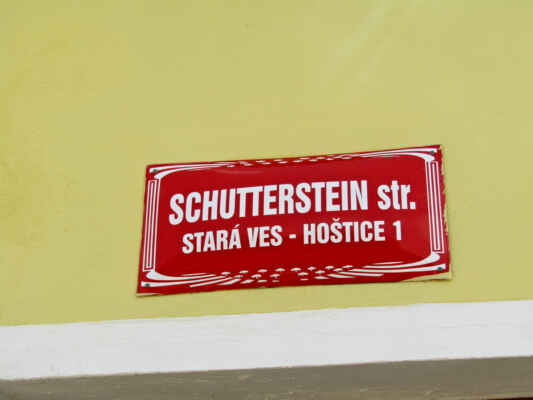 SCHUTTERSTEIN str.
STARÁ VES - HOŠTICE 1